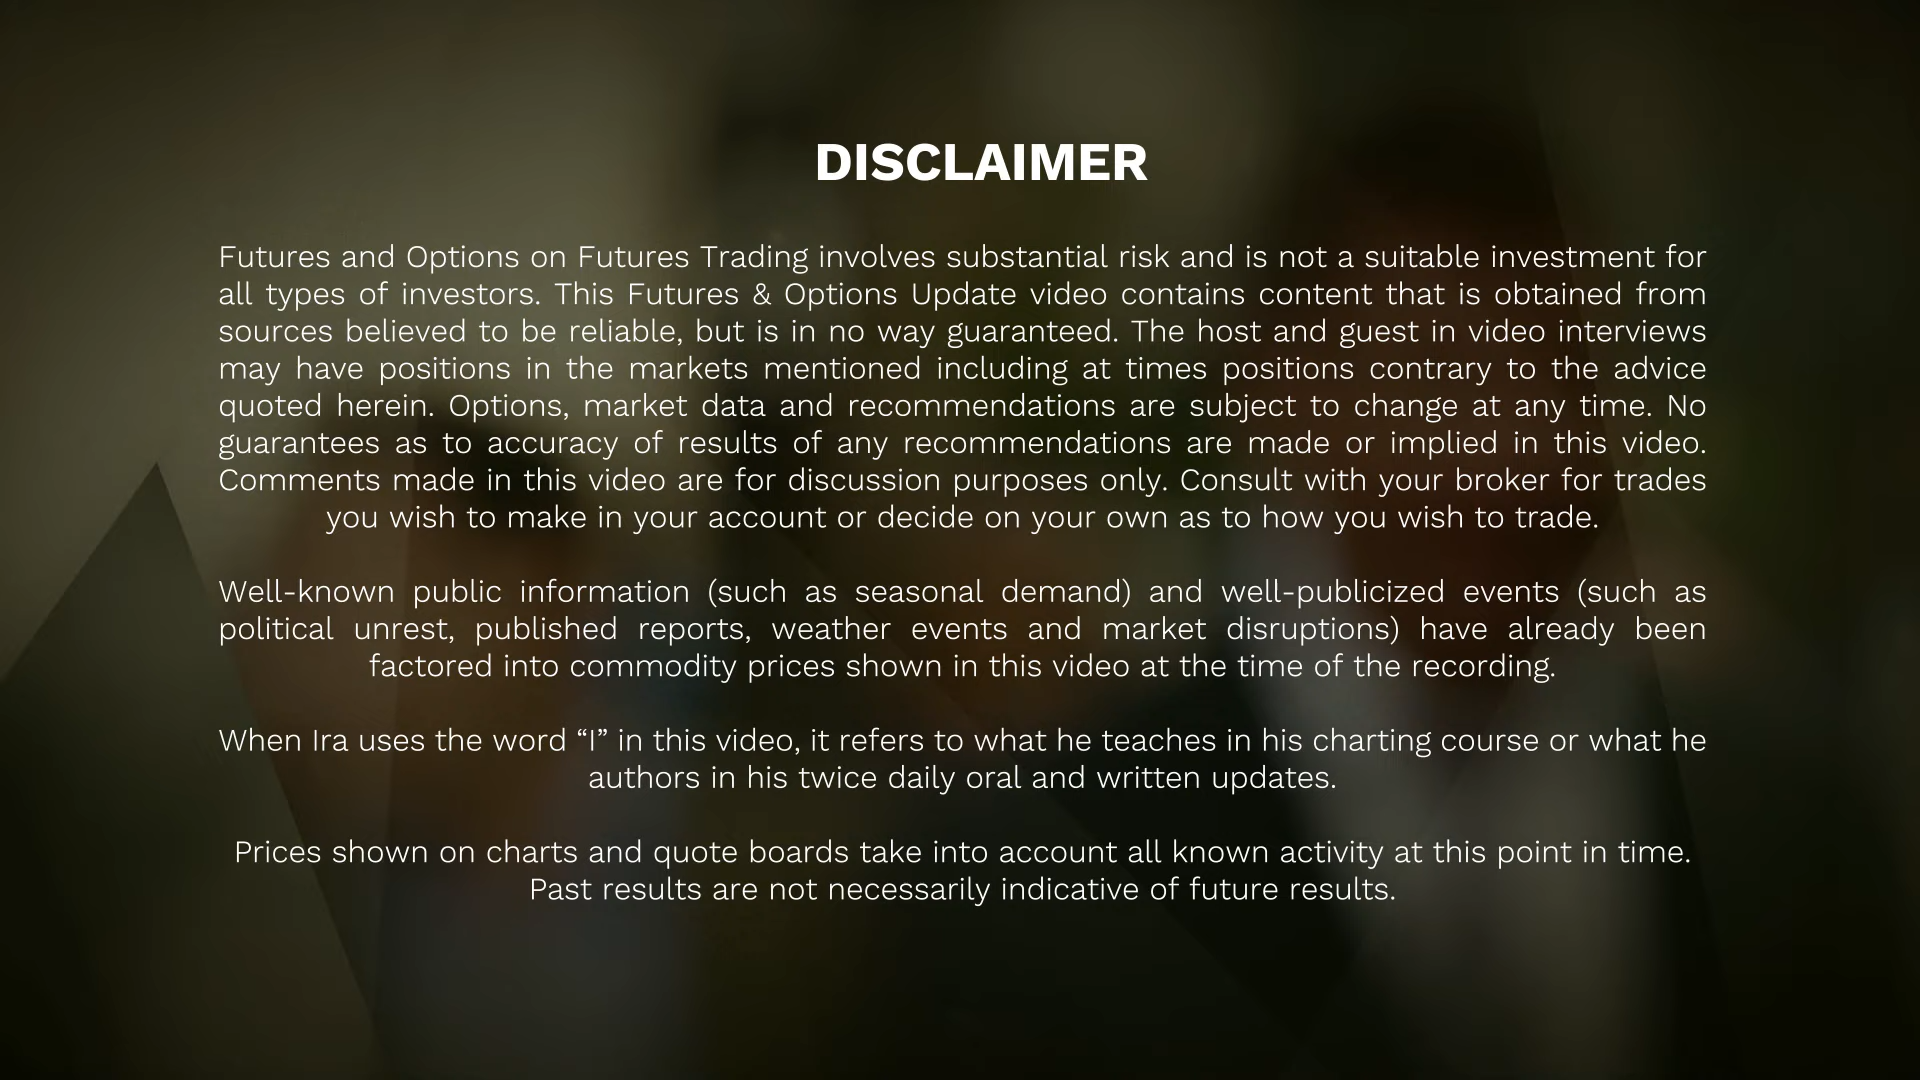 DISCLAIMER
Futures and Options on Futures Trading involves substantial risk and is not a suitable investment for
all types of investors. This Futures & Options Update video contains content that is obtained from
sources believed to be reliable, but is in no way guaranteed. The host and guest in video interviews
may have positions in the markets mentioned including at times positions contrary to the advice
quoted herein. Options, market data and recommendations are subject to change at any time. No
guarantees as to accuracy of results of any recommendations are made or implied in this video.
Comments made in this video are for discussion purposes only. Consult with your broker for trades
you wish to make in your account or decide on your own as to how you wish to trade.
Well-known public information (such as seasonal demand) and well-publicized events (such as
political unrest, published reports, weather events and market disruptions) have already been
factored into commodity prices shown in this video at the time of the recording.
When Ira uses the word “I” in this video, it refers to what he teaches in his charting course or what he
authors in his twice daily oral and written updates.
Prices shown on charts and quote boards take into account all known activity at this point in time.
Past results are not necessarily indicative of future results.